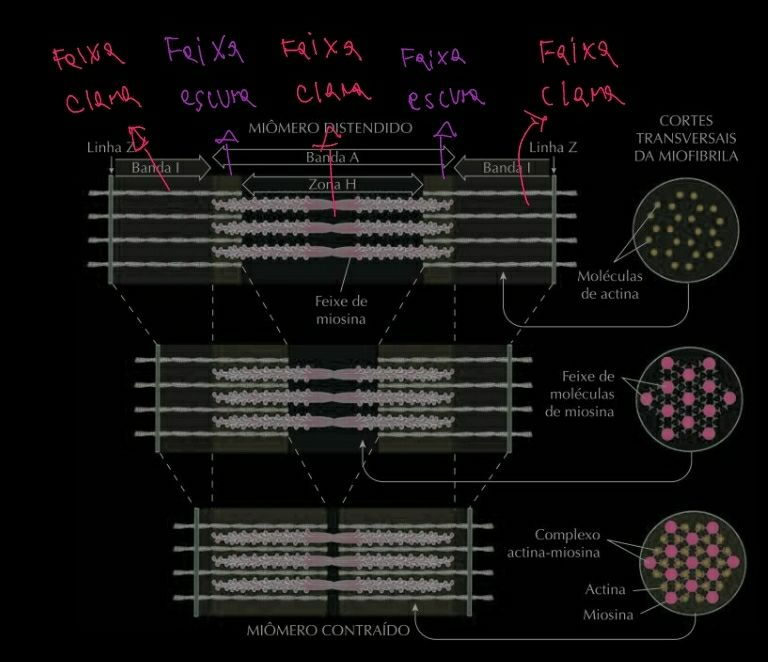 Faixa Faixa Faixa Faixa Faixa
clara escura clara escura clara
MIÔMERO DISTENDIDO
CORTES
TRANSVERSAIS
DA MIOFIBRILA
Linha Z Banda A Linha Z
Banda I Banda I
Zona H
Moléculas
de actina
Feixe de
miosina
Feixe de
moléculas
de miosina
Complexo
actina-miosina
Actina
Miosina
MIÔMERO CONTRAÍDO